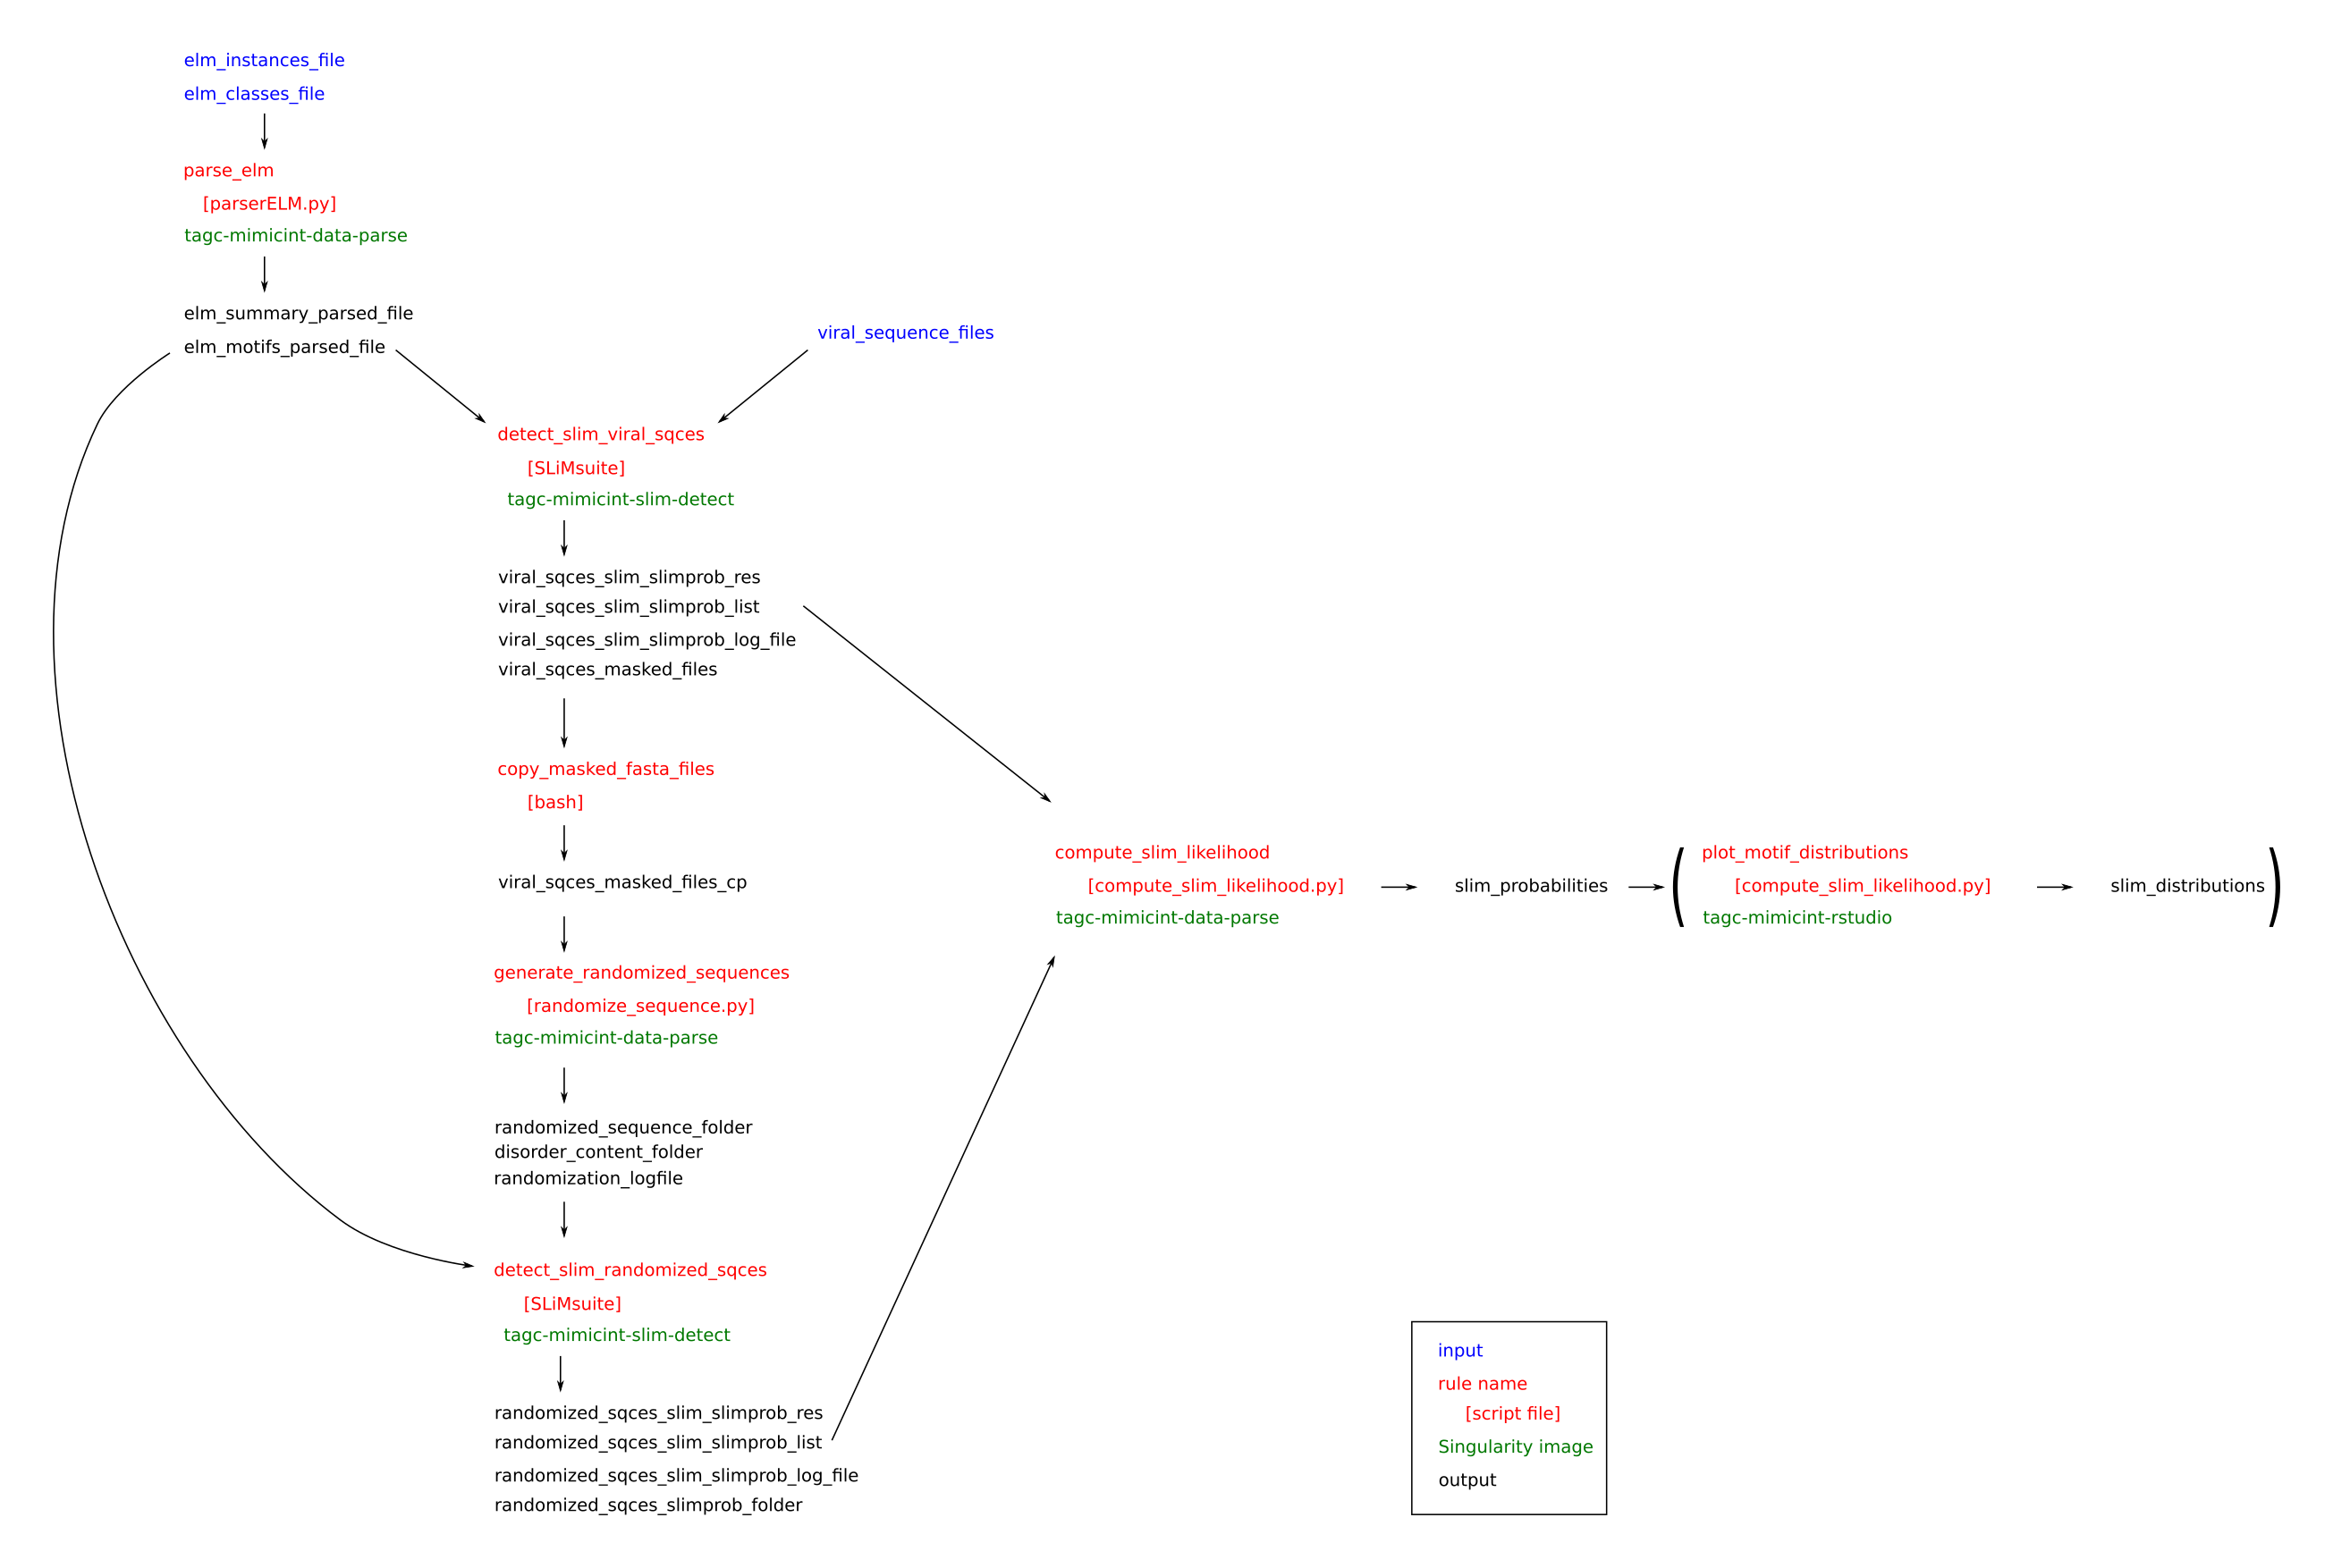 elm_instances_file
elm_classes_file
parse_elm
[parserELM.py]
tagc-mimicint-data-parse
elm_summary_parsed_file
elm_motifs_parsed_file
viral_sequence_files
detect_slim_viral_sqces
[SLiMsuite]
tagc-mimicint-slim-detect
viral_sqces_slim_slimprob_res
viral_sqces_slim_slimprob_list
viral_sqces_slim_slimprob_log_file
viral_sqces_masked_files
copy_masked_fasta_files
[bash]
viral_sqces_masked_files_cp
generate_randomized_sequences
[randomize_sequence.py]
tagc-mimicint-data-parse
randomized_sequence_folder
disorder_content_folder
randomization_logfile
detect_slim_randomized_sqces
[SLiMsuite]
tagc-mimicint-slim-detect
randomized_sqces_slim_slimprob_res
randomized_sqces_slim_slimprob_list
randomized_sqces_slim_slimprob_log_file
randomized_sqces_slimprob_folder
compute_slim_likelihood
[compute_slim_likelihood.py]
tagc-mimicint-data-parse
slim_probabilities
(
plot_motif_distributions
[compute_slim_likelihood.py]
tagc-mimicint-rstudio
slim_distributions
)
input
rule name
[script file]
Singularity image
output